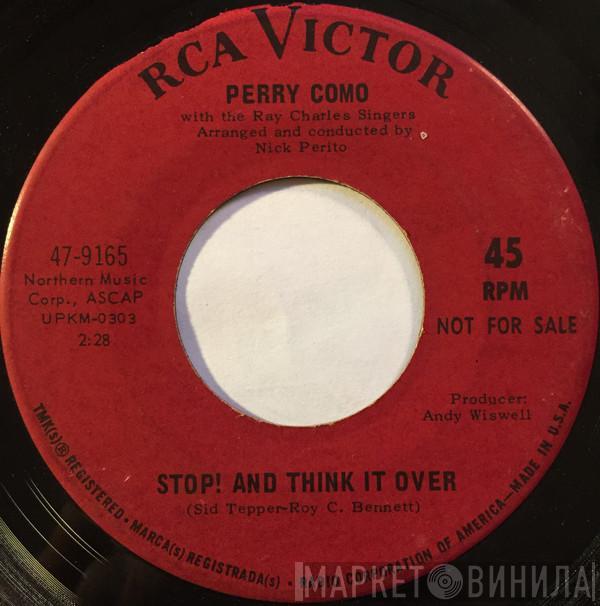 RCA VICTOR
PERRY COMO
with the Ray Charles Singers
Arranged and conducted by
Nick Perito
47-9165
Northern Music
Corp., ASCAP
UPKM-0303
2:28
45
RPM
NOT FOR SALE
Producer:
Andy Wiswell
STOP! AND THINK IT OVER
(Sid Tepper-Roy C. Bennett)
TMK(s) ® REGISTERED • MARCA(s) REGISTRADA(s) • RADIO CORPORATION OF AMERICA—MADE IN U.S.A.
МАРКЕТ ВИНИЛА